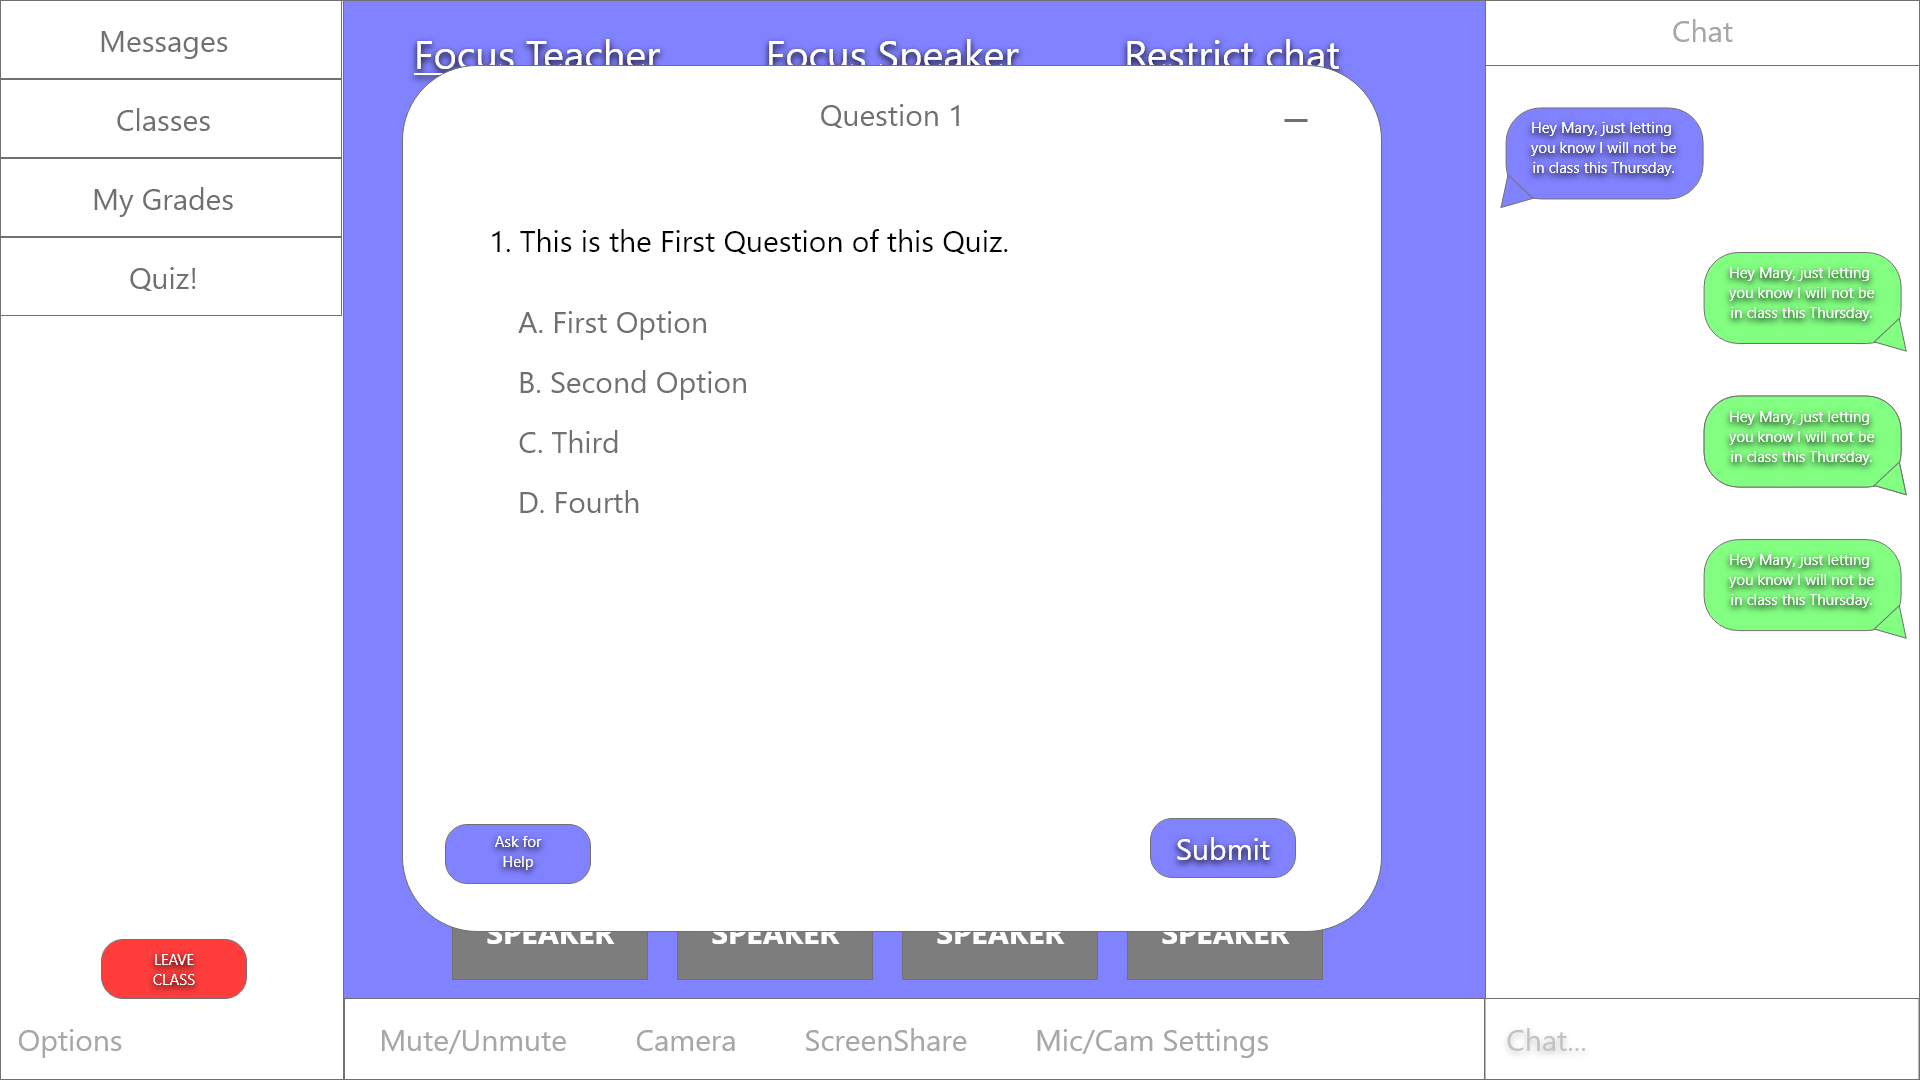 Messages
Classes
My Grades
Quiz!
LEAVE
CLASS
Options
Focus Teacher
Focus Speaker
Restrict chat
Question 1
1. This is the First Question of this Quiz.
A. First Option
B. Second Option
C. Third
D. Fourth
Ask for
Help
Submit
SPEAKER
SPEAKER
SPEAKER
SPEAKER
Mute/Unmute
Camera
ScreenShare
Mic/Cam Settings
Chat
Hey Mary, just letting
you know I will not be
in class this Thursday.
Hey Mary, just letting
you know I will not be
in class this Thursday.
Hey Mary, just letting
you know I will not be
in class this Thursday.
Hey Mary, just letting
you know I will not be
in class this Thursday.
Chat...